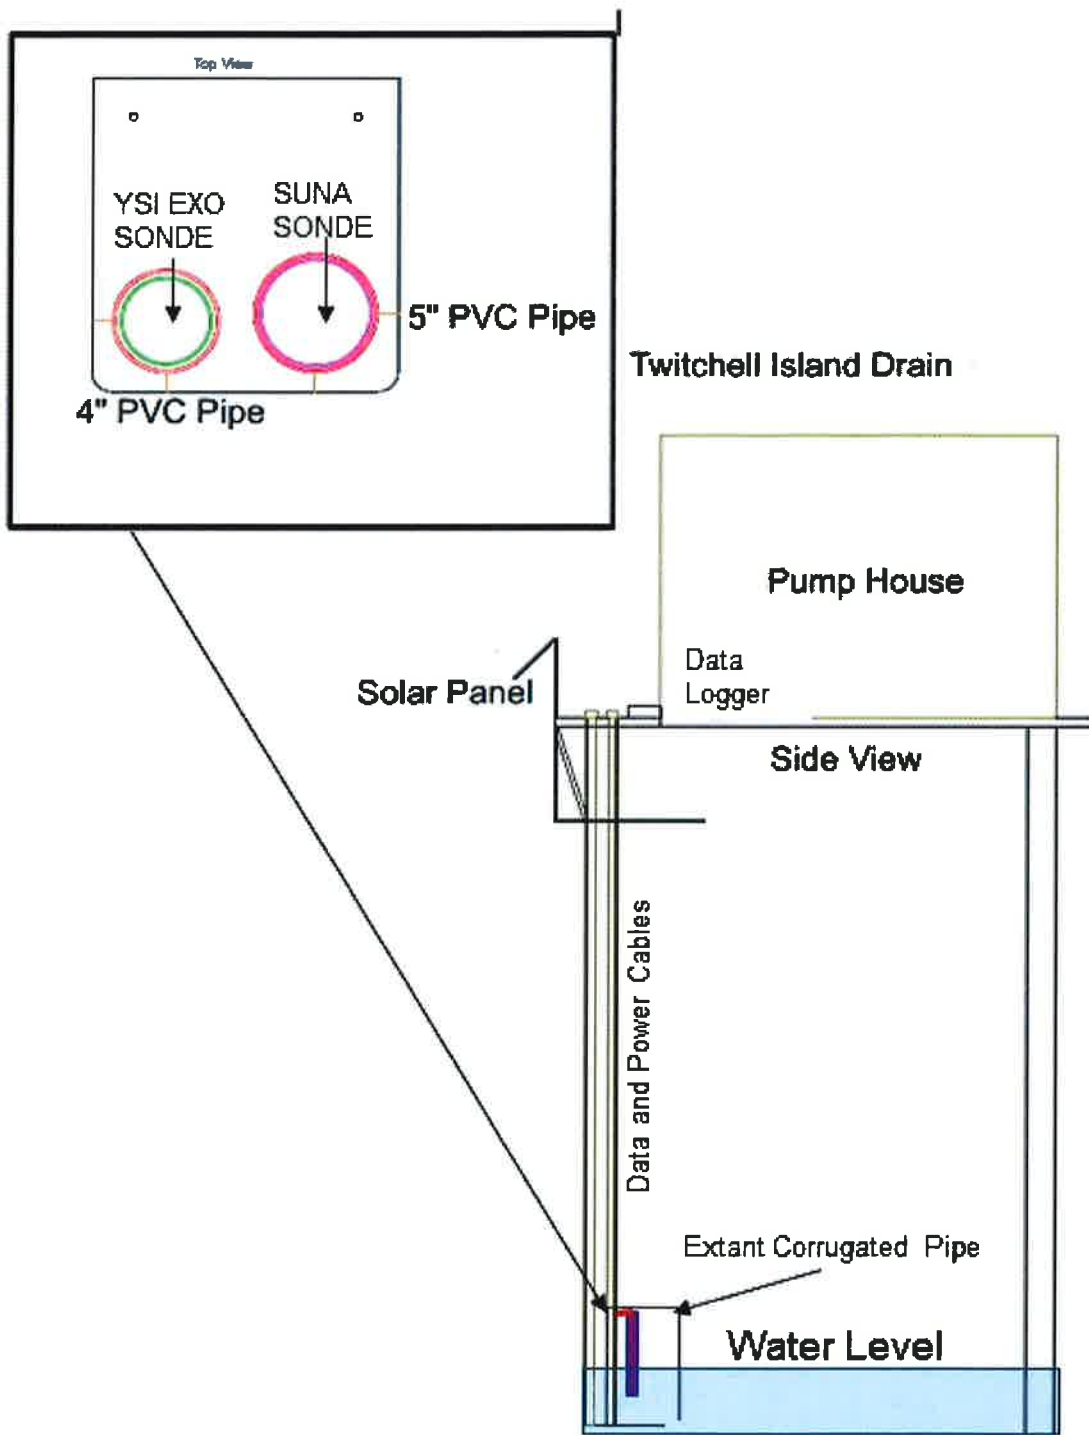 Top View
YSI EXO
SONDE
SUNA
SONDE
5" PVC Pipe
4" PVC Pipe
Twitchell Island Drain
Pump House
Data
Logger
Solar Panel
Side View
Data and Power Cables
Extant Corrugated Pipe
Water Level